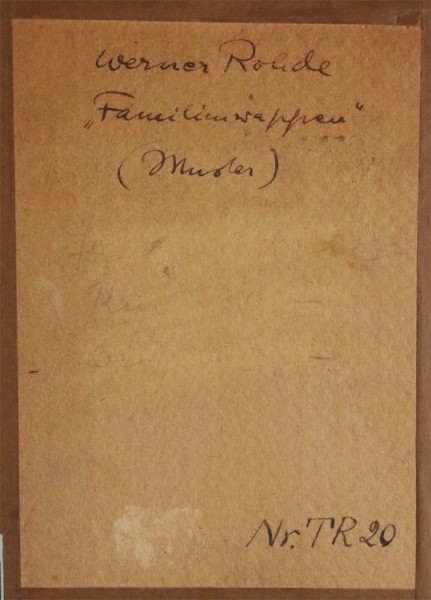 Werner Rohde
„Familienwappen"
(Muster)
Nr. TR 20